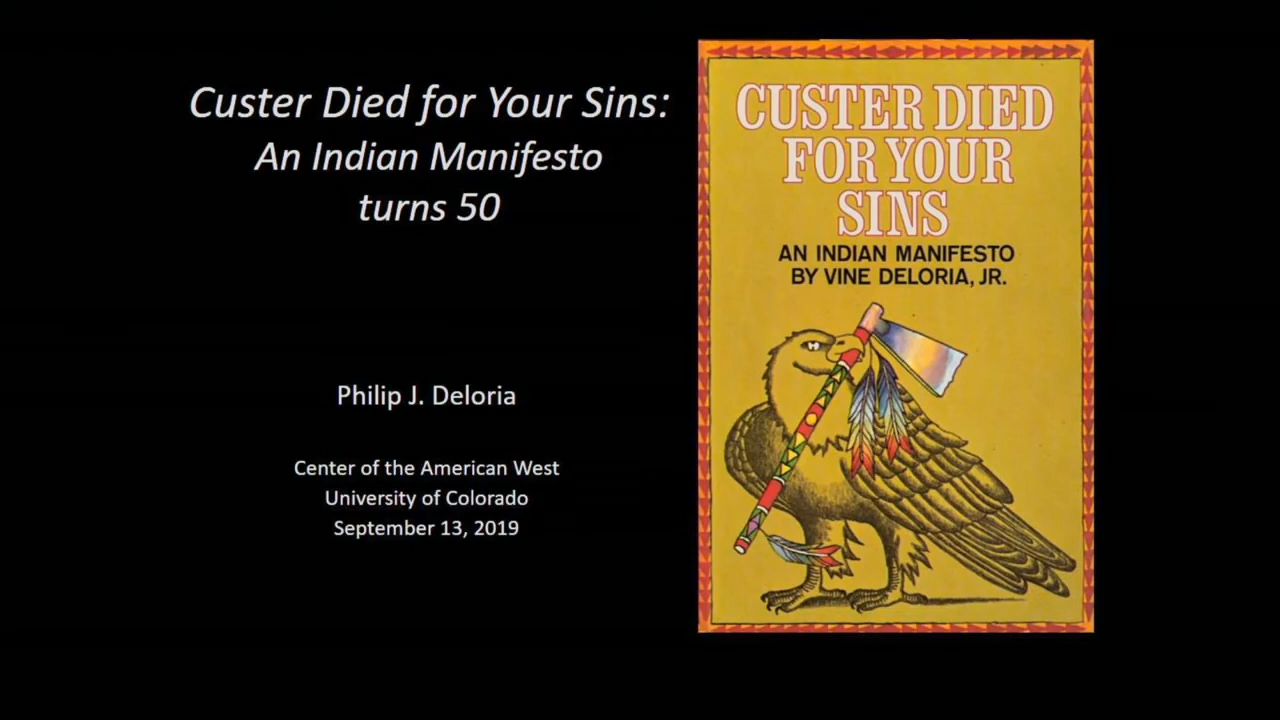 Custer Died for Your Sins:
An Indian Manifesto
turns 50
Philip J. Deloria
Center of the American West
University of Colorado
September 13, 2019
CUSTER DIED
FOR YOUR
SINS
AN INDIAN MANIFESTO
BY VINE DELORIA, JR.